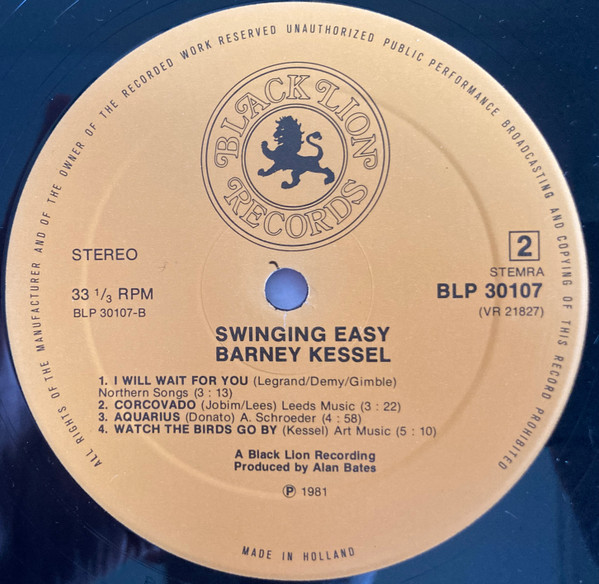 ALL RIGHTS OF THE MANUFACTURER AND OF THE OWNER OF THE RECORDED WORK RESERVED UNAUTHORIZED PUBLIC PERFORMANCE BROADCASTING AND COPYING OF THIS RECORD PROHIBITED
BLACK LION
RECORDS
STEREO
2
STEMRA
33 1/3 RPM
BLP 30107
BLP 30107-B
(VR 21827)
SWINGING EASY
BARNEY KESSEL
1. I WILL WAIT FOR YOU (Legrand/Demy/Gimble)
Northern Songs (3 : 13)
2. CORCOVADO (Jobim/Lees) Leeds Music (3 : 22)
3. AQUARIUS (Donato) A. Schroeder (4 : 58)
4. WATCH THE BIRDS GO BY (Kessel) Art Music (5 : 10)
A Black Lion Recording
Produced by Alan Bates
℗ 1981
MADE IN HOLLAND